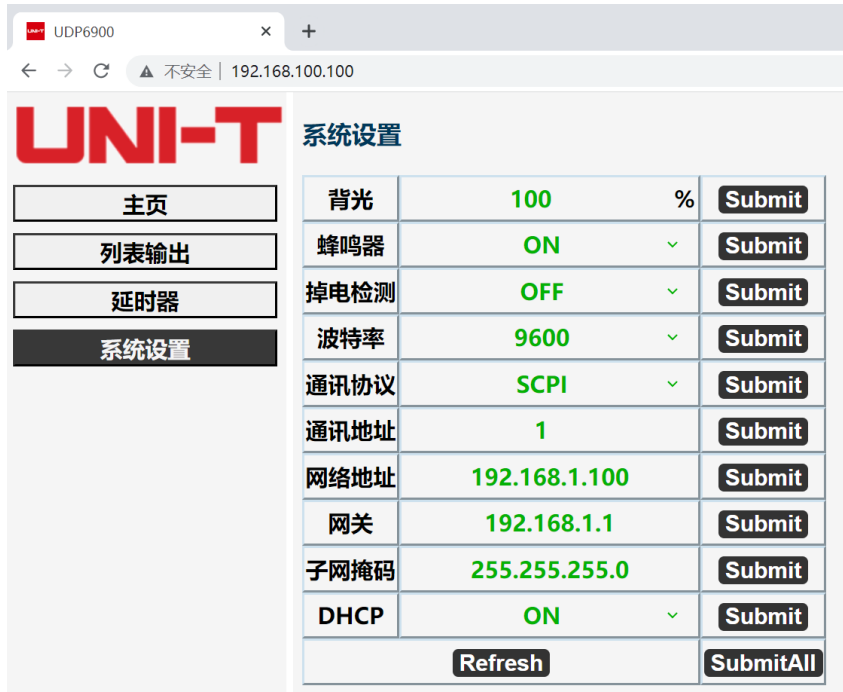 UNI-T UDP6900
不安全 192.168.100.100
UNI-T
主页
列表输出
延时器
系统设置
系统设置
背光 100 % Submit
蜂鸣器 ON Submit
掉电检测 OFF Submit
波特率 9600 Submit
通讯协议 SCPI Submit
通讯地址 1 Submit
网络地址 192.168.1.100 Submit
网关 192.168.1.1 Submit
子网掩码 255.255.255.0 Submit
DHCP ON Submit
Refresh SubmitAll